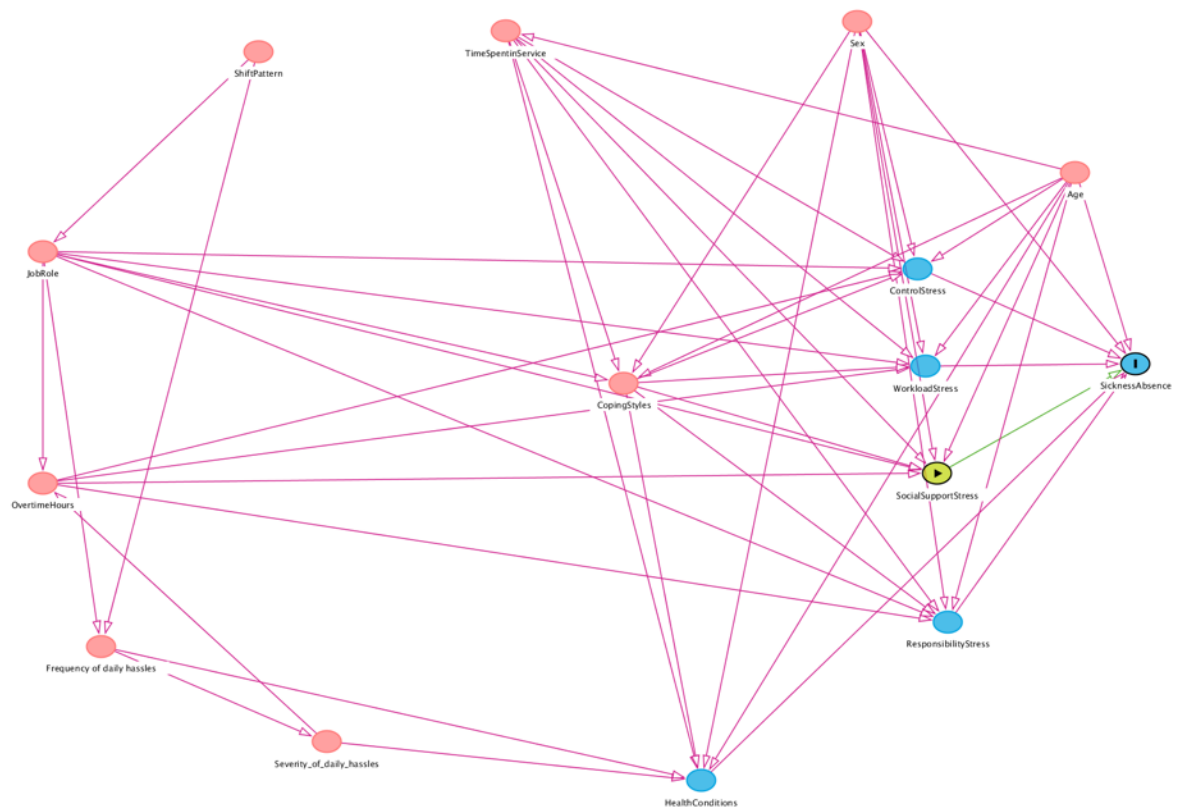 Sex
TimeSpentinService
ShiftPattern
Age
JobRole
ControlStress
SicknessAbsence
WorkloadStress
CopingStyles
SocialSupportStress
OvertimeHours
ResponsibilityStress
Frequency of daily hassles
Severity_of_daily_hassles
HealthConditions